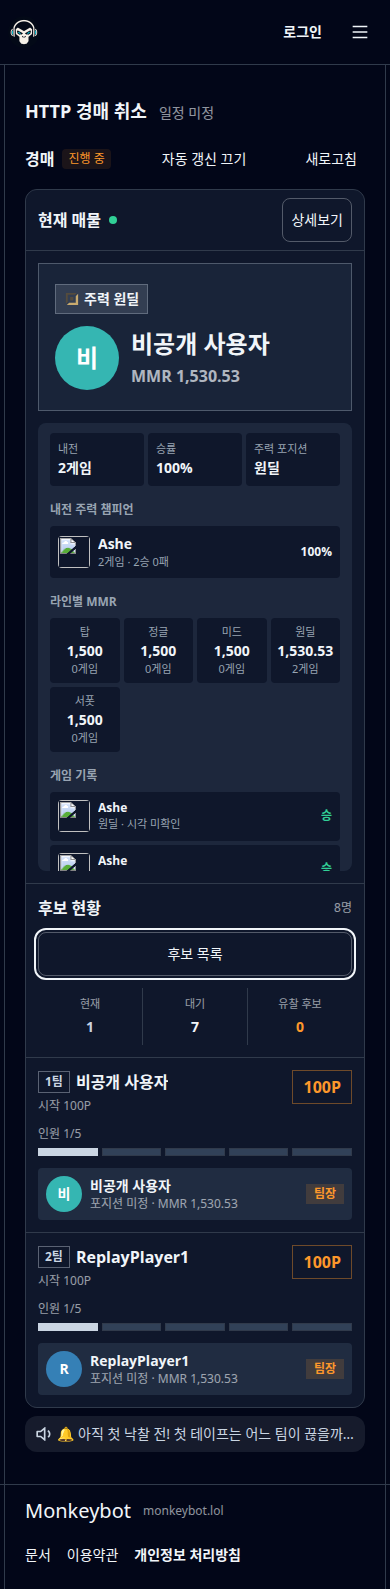 로그인
HTTP 경매 취소 일정 미정
경매 진행 중 자동 갱신 끄기 새로고침
현재 매물 상세보기
주력 원딜
비 비공개 사용자
MMR 1,530.53
내전 승률 주력 포지션
2게임 100% 원딜
내전 주력 챔피언
Ashe
2게임 · 2승 0패 100%
라인별 MMR
탑 정글 미드 원딜
1,500 1,500 1,500 1,530.53
0게임 0게임 0게임 2게임
서폿
1,500
0게임
게임 기록
Ashe
원딜 · 시각 미확인 승
Ashe
승
후보 현황 8명
후보 목록
현재 대기 유찰 후보
1 7 0
1팀 비공개 사용자 100P
시작 100P
인원 1/5
비 비공개 사용자 팀장
포지션 미정 · MMR 1,530.53
2팀 ReplayPlayer1 100P
시작 100P
인원 1/5
R ReplayPlayer1 팀장
포지션 미정 · MMR 1,530.53
🔔 아직 첫 낙찰 전! 첫 테이프는 어느 팀이 끊을까...
Monkeybot monkeybot.lol
문서 이용약관 개인정보 처리방침